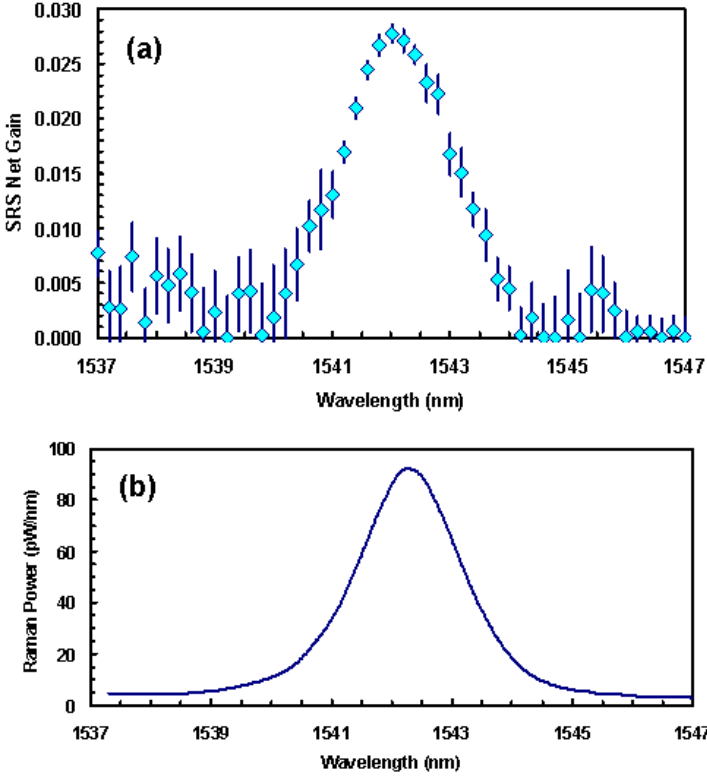 (a)
SRS Net Gain
0.030
0.025
0.020
0.015
0.010
0.005
0.000
1537 1539 1541 1543 1545 1547
Wavelength (nm)
(b)
Raman Power (pW/nm)
100
80
60
40
20
0
1537 1539 1541 1543 1545 1547
Wavelength (nm)